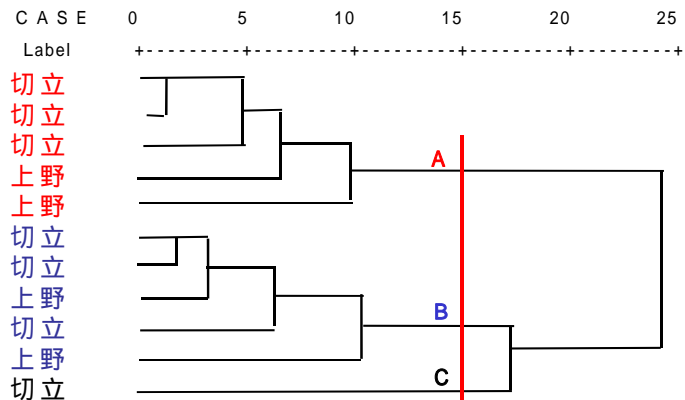 CASE 0 5 10 15 20 25
Label +---------+---------+---------+---------+---------+
切立
切立
切立
上野
A
上野
切立
切立
上野
B
切立
上野
C
切立